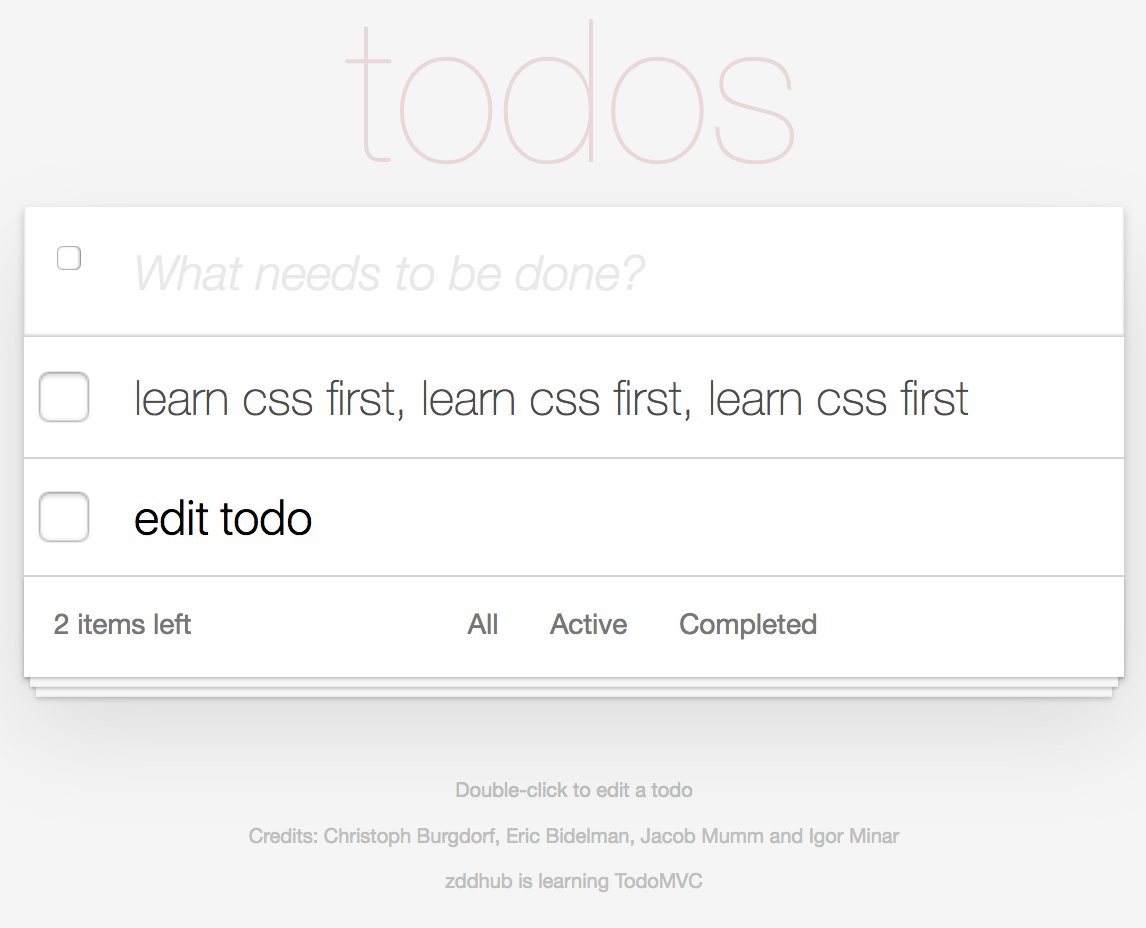 todos
What needs to be done?
learn css first, learn css first, learn css first
edit todo
2 items left All Active Completed
Double-click to edit a todo
Credits: Christoph Burgdorf, Eric Bidelman, Jacob Mumm and Igor Minar
zddhub is learning TodoMVC